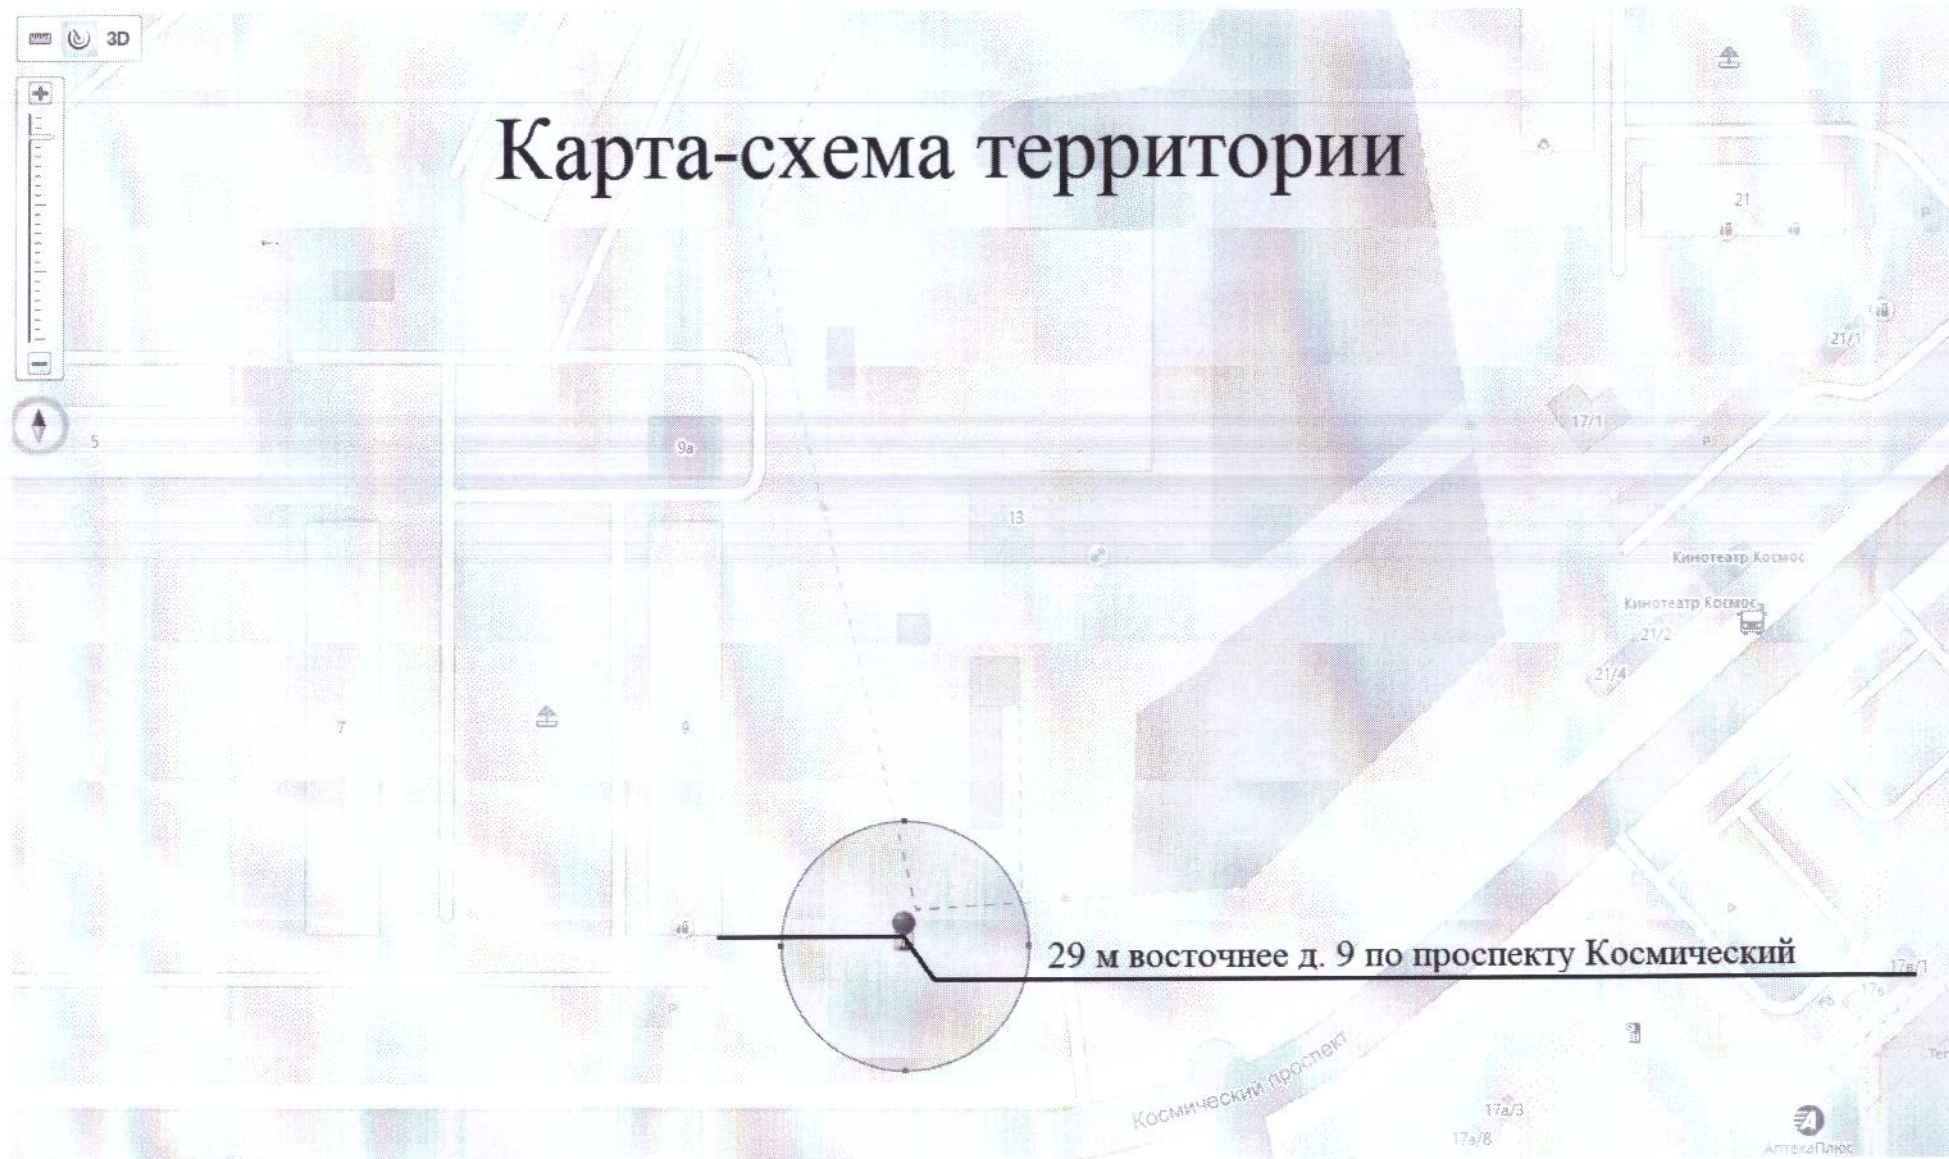 3D
Карта-схема территории
21
21/1
17/1
5
9а
13
Кинотеатр Космос
Кинотеатр Космос
21/2
21/4
7
9
Р
Р
Р
29 м восточнее д. 9 по проспекту Космический
17в/1
17в
Космический проспект
17а/3
17а/8
АптекаПлюс